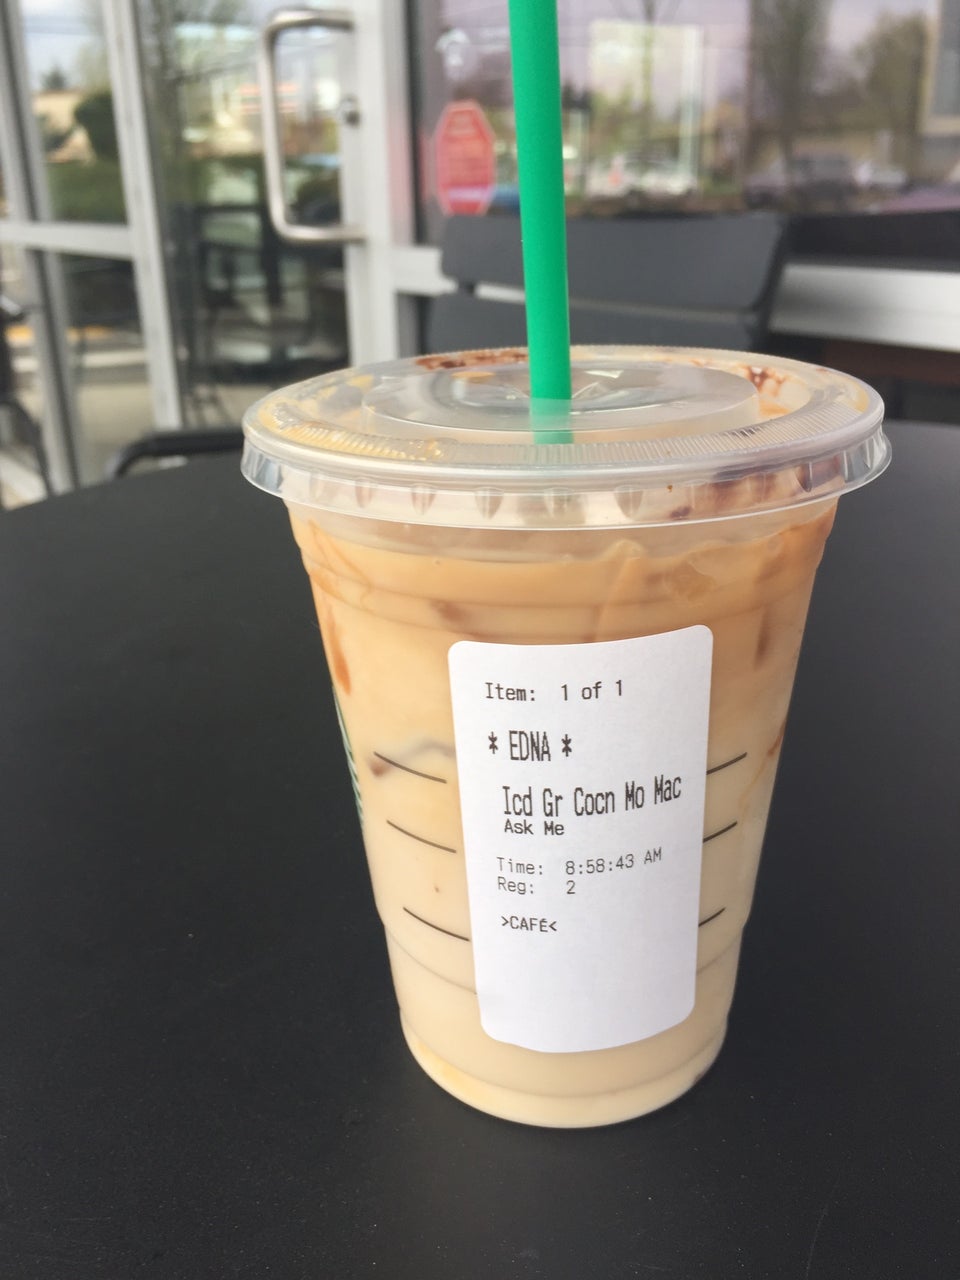 Item: 1 of 1
* EDNA *
Icd Gr Cocn Mo Mac
Ask Me
Time: 8:58:43 AM
Reg: 2
>CAFÉ<